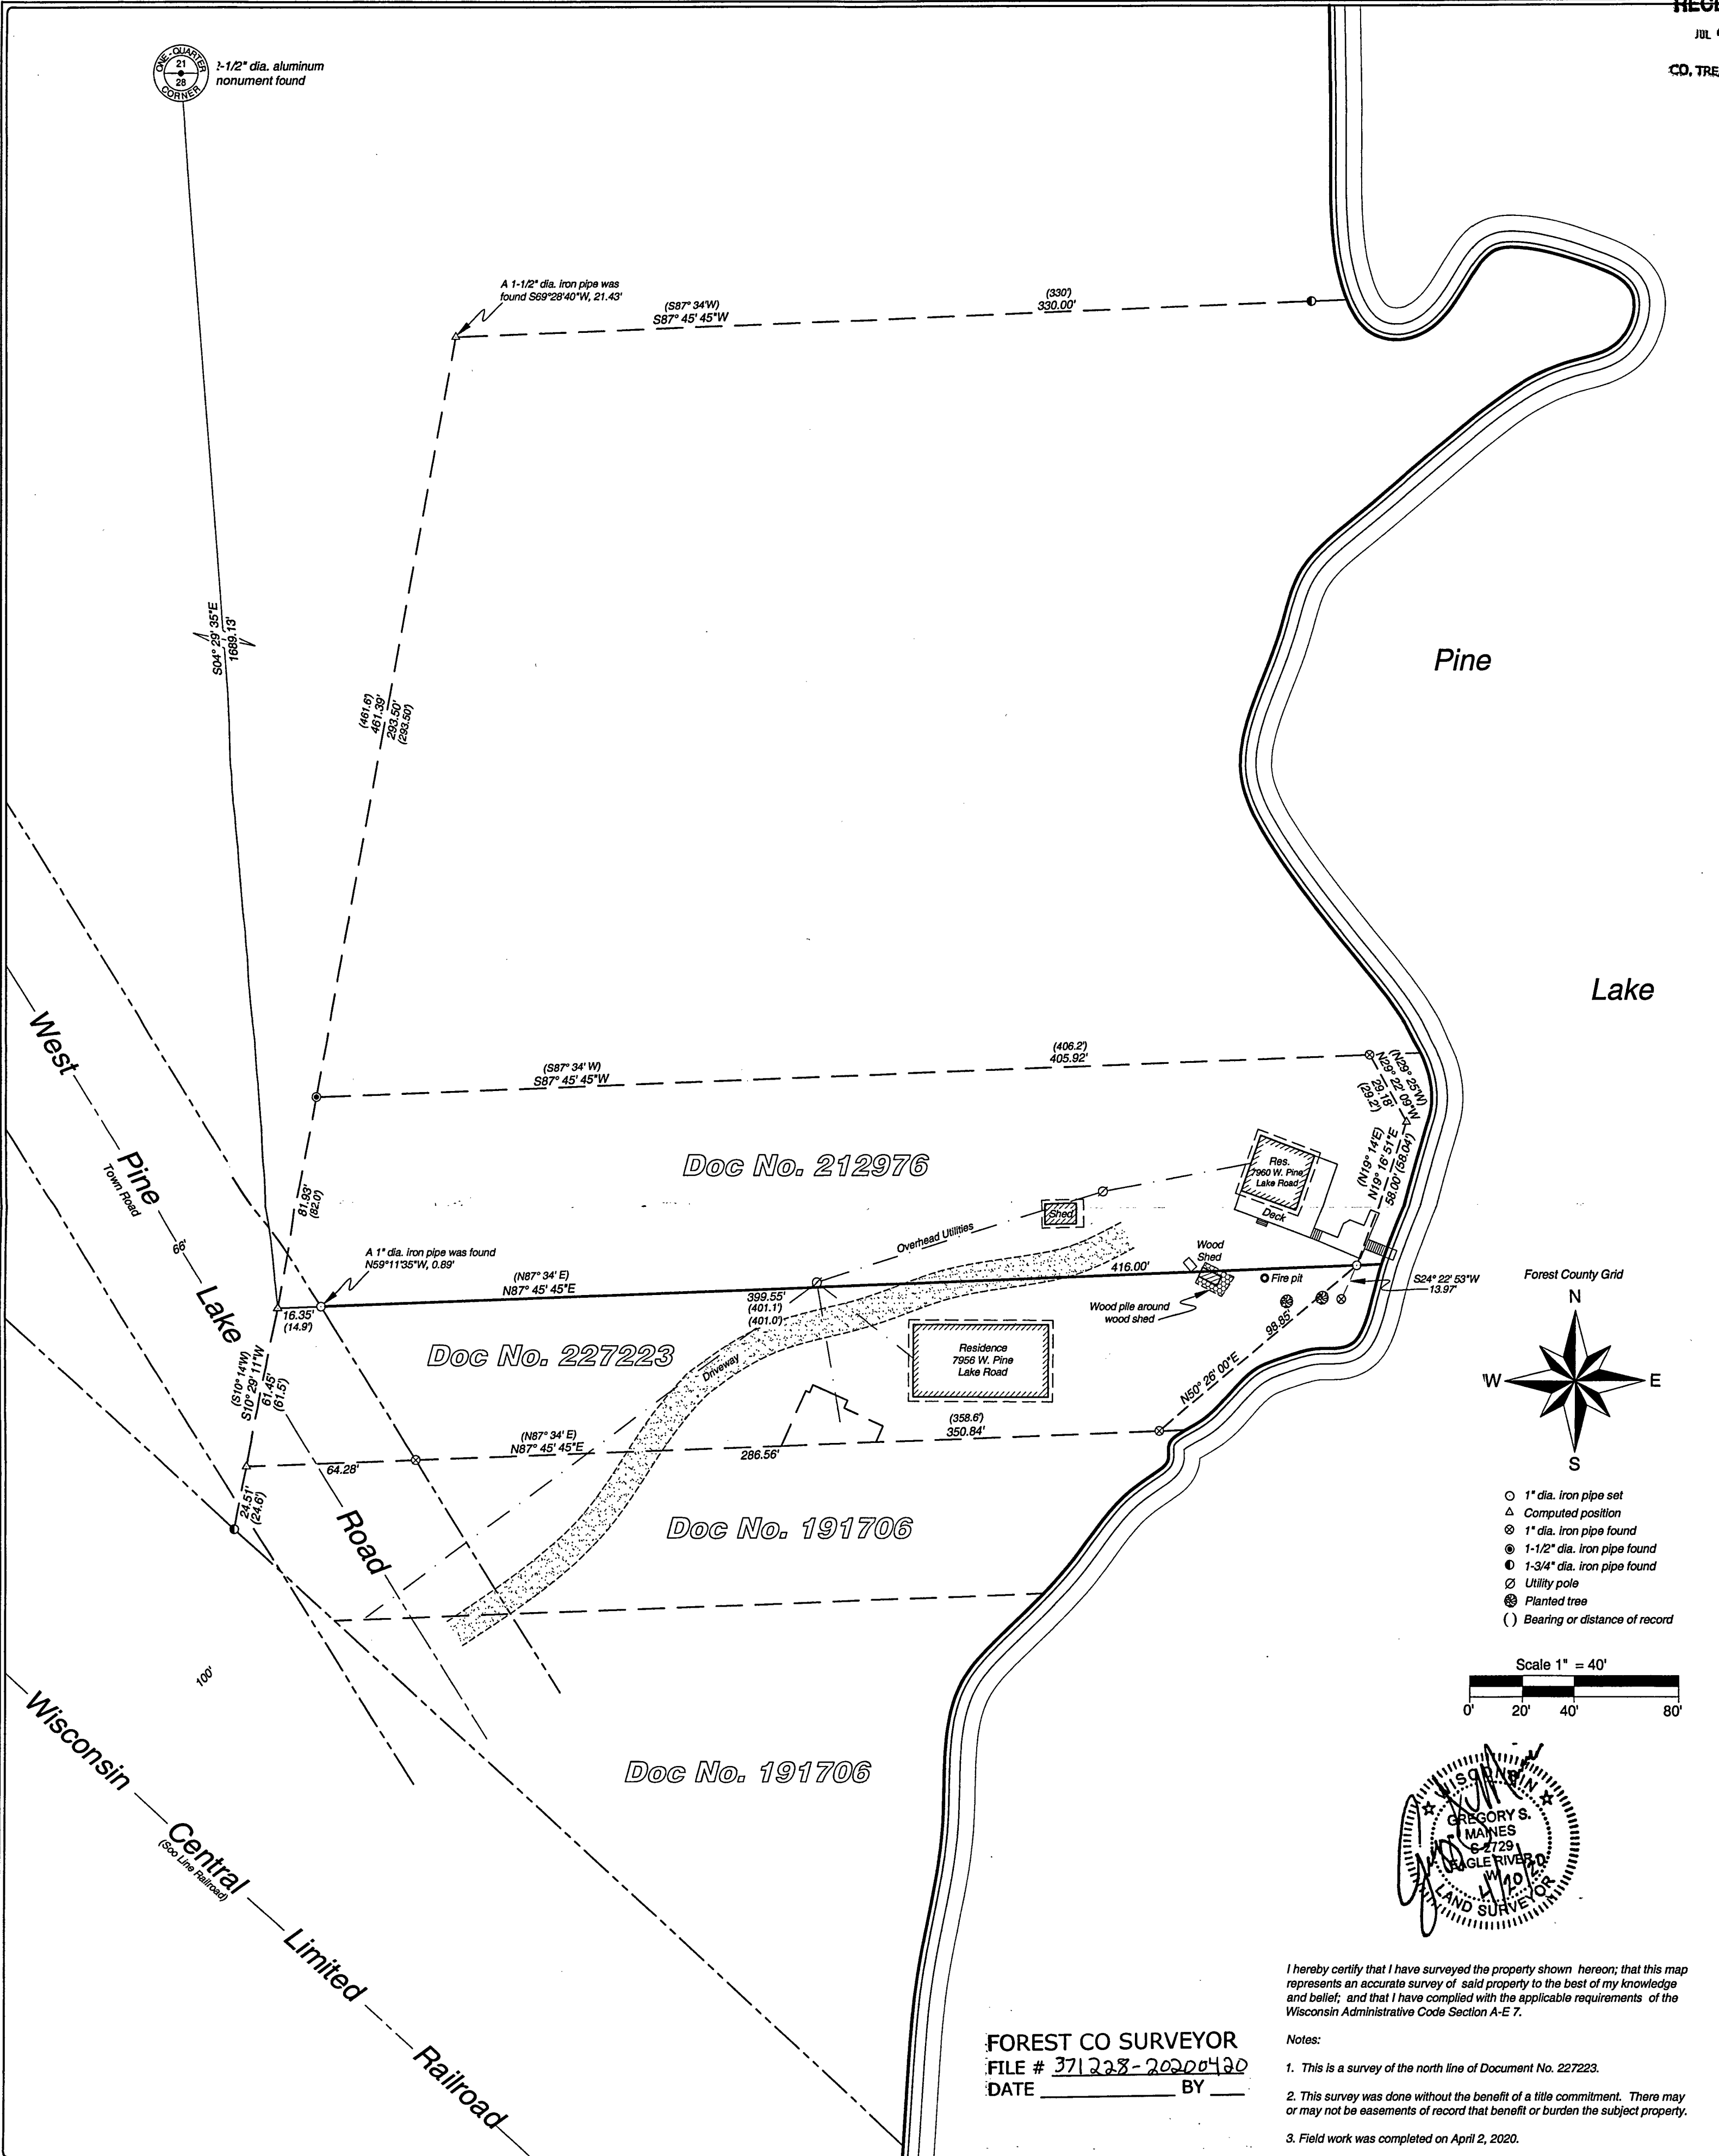 JUL
CO. TRE
ONE-QUARTER
21
28
CORNER
-1/2" dia. aluminum
monument found
A 1-1/2" dia. iron pipe was
found S69°28'40"W, 21.43'
(S87° 34'W)
S87° 45' 45"W
(330')
330.00'
S04° 29' 35"E
1689.13'
(461.6')
461.39'
293.50'
(293.50')
Pine
Lake
(S87° 34' W)
S87° 45' 45"W
(406.2')
405.92'
(N29° 25'W)
N29° 22' 09"W
29.18'
(29.2')
(N19° 14'E)
N19° 16' 51"E
58.00' (58.04')
West
Pine
Town Road
66'
Lake
Road
81.93'
(82.0')
Doc No. 212976
Res.
7960 W. Pine
Lake Road
Deck
Shed
Overhead Utilities
A 1" dia. iron pipe was found
N59°11'35"W, 0.89'
(N87° 34' E)
N87° 45' 45"E
16.35'
(14.9')
399.55'
(401.1')
(401.0')
416.00'
Wood
Shed
Fire pit
S24° 22' 53"W
13.97'
Wood pile around
wood shed
98.85'
N50° 26' 00"E
Driveway
Residence
7956 W. Pine
Lake Road
Doc No. 227223
(S10° 14'W)
S10° 29' 11"W
61.45'
(61.5')
(N87° 34' E)
N87° 45' 45"E
(358.6')
350.84'
64.28'
286.56'
24.51'
(24.6')
Doc No. 191706
Doc No. 191706
100'
Wisconsin
Central
(Soo Line Railroad)
Limited
Railroad
Forest County Grid
N
W
E
S
1" dia. iron pipe set
Computed position
1" dia. iron pipe found
1-1/2" dia. iron pipe found
1-3/4" dia. iron pipe found
Utility pole
Planted tree
( ) Bearing or distance of record
Scale 1" = 40'
0' 20' 40' 80'
WISCONSIN
GREGORY S.
MAINES
S-2729
EAGLE RIVER
WI
4/20/20
LAND SURVEYOR
I hereby certify that I have surveyed the property shown hereon; that this map
represents an accurate survey of said property to the best of my knowledge
and belief; and that I have complied with the applicable requirements of the
Wisconsin Administrative Code Section A-E 7.
Notes:
1. This is a survey of the north line of Document No. 227223.
2. This survey was done without the benefit of a title commitment. There may
or may not be easements of record that benefit or burden the subject property.
3. Field work was completed on April 2, 2020.
FOREST CO SURVEYOR
FILE # 371228-20200420
DATE BY